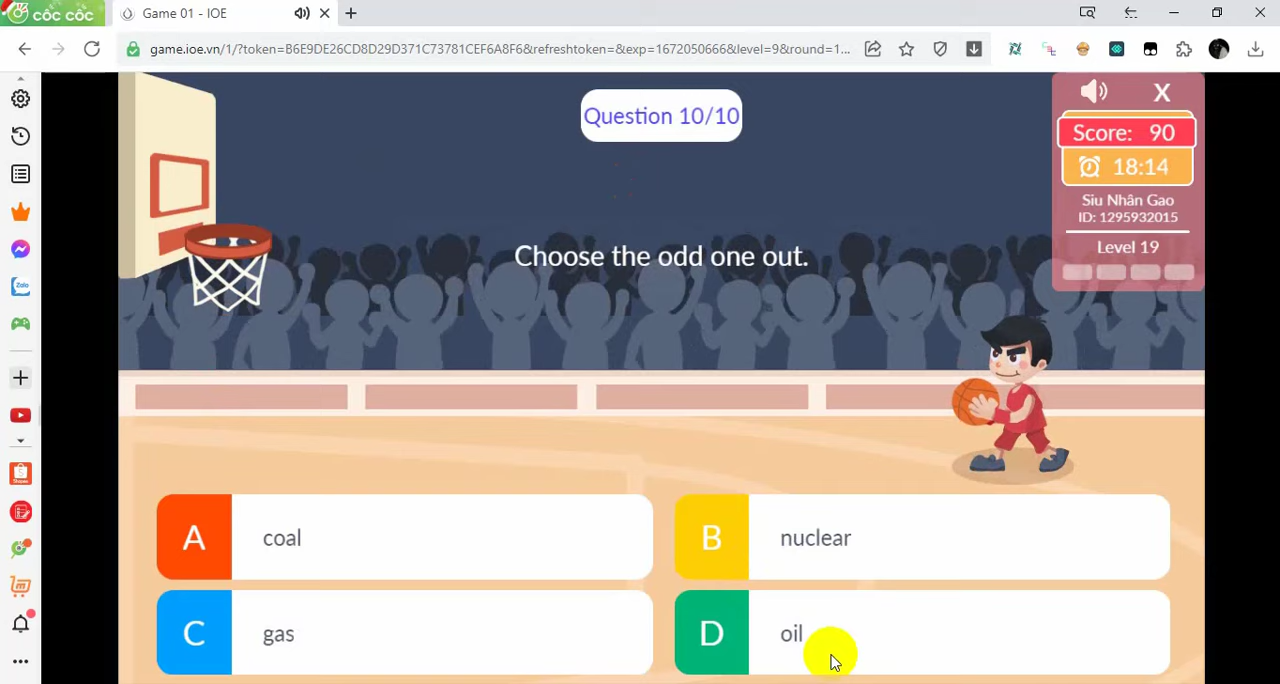 cốc cốc
Game 01 - IOE
game.ioe.vn/1/?token=B6E9DE26CD8D29D371C73781CEF6A8F6&refreshtoken=&exp=1672050666&level=9&round=1...
Question 10/10
X
Score: 90
18:14
Siu Nhân Gao
ID: 1295932015
Level 19
Choose the odd one out.
A coal
B nuclear
C gas
D oil
Zalo